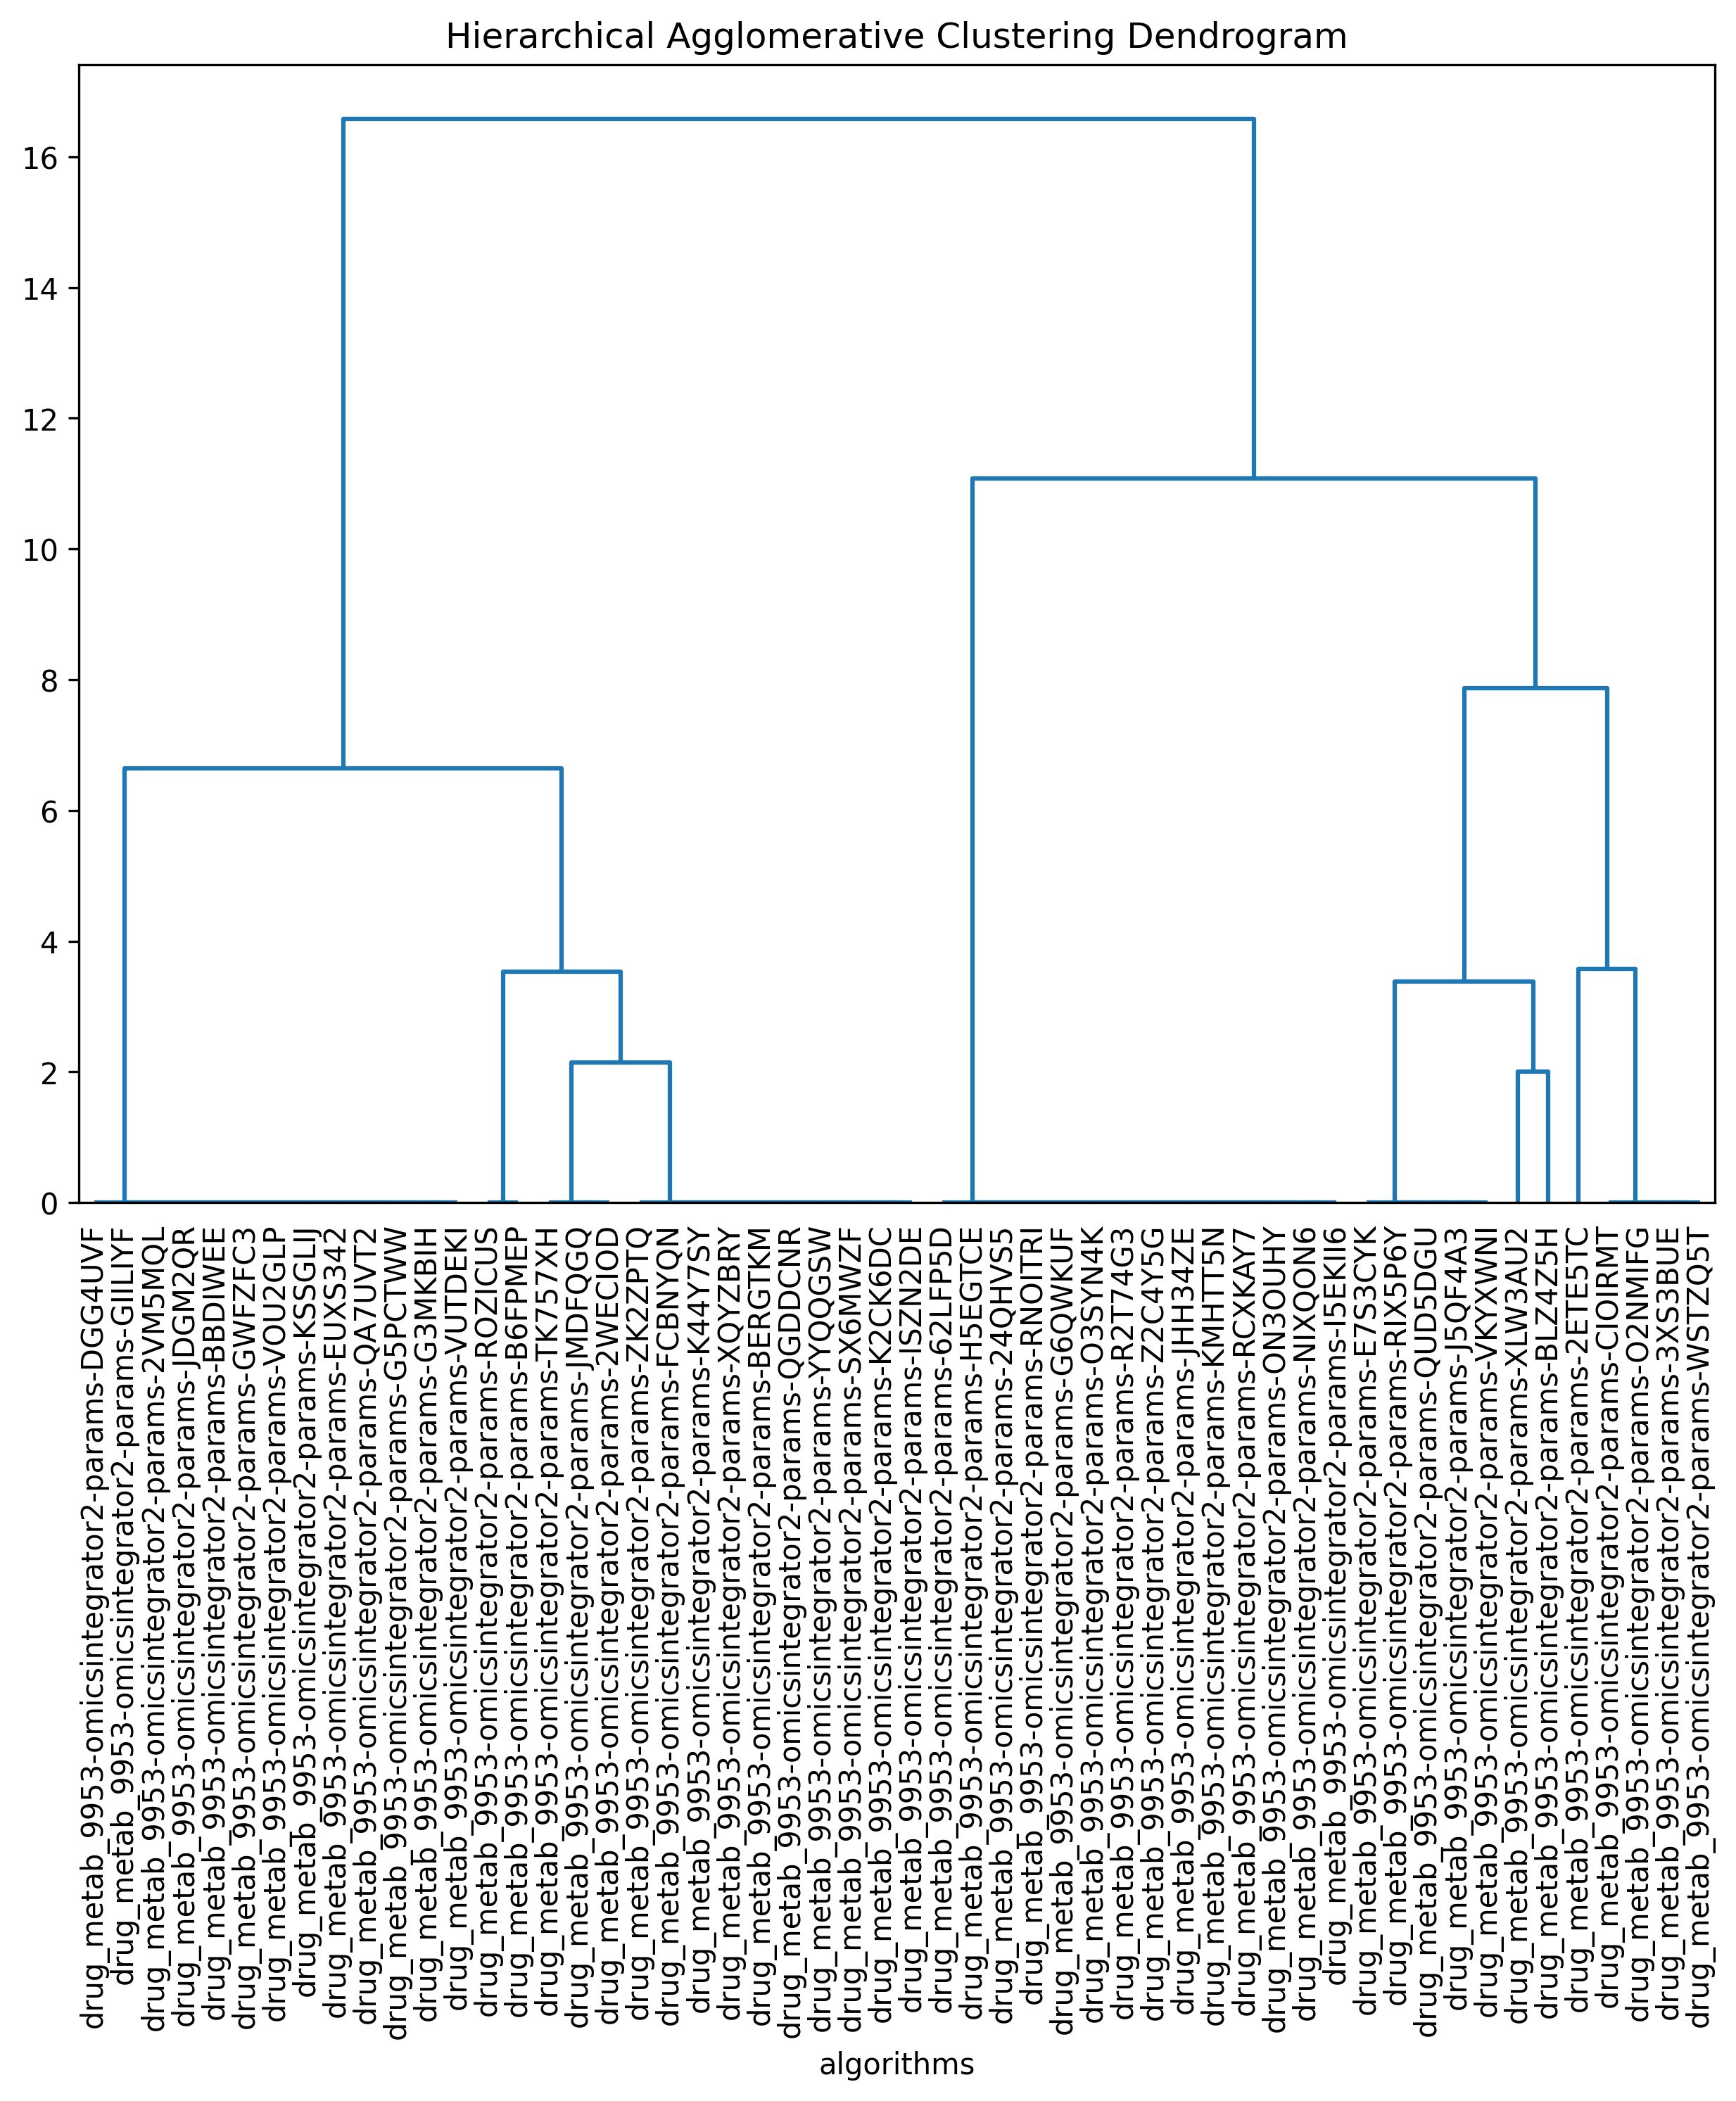 Hierarchical Agglomerative Clustering Dendrogram
16
14
12
10
8
6
4
2
0
drug_metab_9953-omicsintegrator2-params-DGG4UVF
drug_metab_9953-omicsintegrator2-params-GIILIYF
drug_metab_9953-omicsintegrator2-params-2VM5MQL
drug_metab_9953-omicsintegrator2-params-JDGM2QR
drug_metab_9953-omicsintegrator2-params-BBDIWEE
drug_metab_9953-omicsintegrator2-params-GWFZFC3
drug_metab_9953-omicsintegrator2-params-VOU2GLP
drug_metab_9953-omicsintegrator2-params-KSSGLIJ
drug_metab_9953-omicsintegrator2-params-EUXS342
drug_metab_9953-omicsintegrator2-params-QA7UVT2
drug_metab_9953-omicsintegrator2-params-G5PCTWW
drug_metab_9953-omicsintegrator2-params-G3MKBIH
drug_metab_9953-omicsintegrator2-params-VUTDEKI
drug_metab_9953-omicsintegrator2-params-ROZICUS
drug_metab_9953-omicsintegrator2-params-B6FPMEP
drug_metab_9953-omicsintegrator2-params-TK757XH
drug_metab_9953-omicsintegrator2-params-JMDFQGQ
drug_metab_9953-omicsintegrator2-params-2WECIOD
drug_metab_9953-omicsintegrator2-params-ZK2ZPTQ
drug_metab_9953-omicsintegrator2-params-FCBNYQN
drug_metab_9953-omicsintegrator2-params-K44Y7SY
drug_metab_9953-omicsintegrator2-params-XQYZBRY
drug_metab_9953-omicsintegrator2-params-BERGTKM
drug_metab_9953-omicsintegrator2-params-QGDDCNR
drug_metab_9953-omicsintegrator2-params-YYQQGSW
drug_metab_9953-omicsintegrator2-params-SX6MWZF
drug_metab_9953-omicsintegrator2-params-K2CK6DC
drug_metab_9953-omicsintegrator2-params-ISZN2DE
drug_metab_9953-omicsintegrator2-params-62LFP5D
drug_metab_9953-omicsintegrator2-params-H5EGTCE
drug_metab_9953-omicsintegrator2-params-24QHVS5
drug_metab_9953-omicsintegrator2-params-RNOITRI
drug_metab_9953-omicsintegrator2-params-G6QWKUF
drug_metab_9953-omicsintegrator2-params-O3SYN4K
drug_metab_9953-omicsintegrator2-params-R2T74G3
drug_metab_9953-omicsintegrator2-params-Z2C4Y5G
drug_metab_9953-omicsintegrator2-params-JHH34ZE
drug_metab_9953-omicsintegrator2-params-KMHTT5N
drug_metab_9953-omicsintegrator2-params-RCXKAY7
drug_metab_9953-omicsintegrator2-params-ON3OUHY
drug_metab_9953-omicsintegrator2-params-NIXQON6
drug_metab_9953-omicsintegrator2-params-I5EKII6
drug_metab_9953-omicsintegrator2-params-E7S3CYK
drug_metab_9953-omicsintegrator2-params-RIX5P6Y
drug_metab_9953-omicsintegrator2-params-QUD5DGU
drug_metab_9953-omicsintegrator2-params-J5QF4A3
drug_metab_9953-omicsintegrator2-params-VKYXWNI
drug_metab_9953-omicsintegrator2-params-XLW3AU2
drug_metab_9953-omicsintegrator2-params-BLZ4Z5H
drug_metab_9953-omicsintegrator2-params-2ETE5TC
drug_metab_9953-omicsintegrator2-params-CIOIRMT
drug_metab_9953-omicsintegrator2-params-O2NMIFG
drug_metab_9953-omicsintegrator2-params-3XS3BUE
drug_metab_9953-omicsintegrator2-params-WSTZQ5T
algorithms